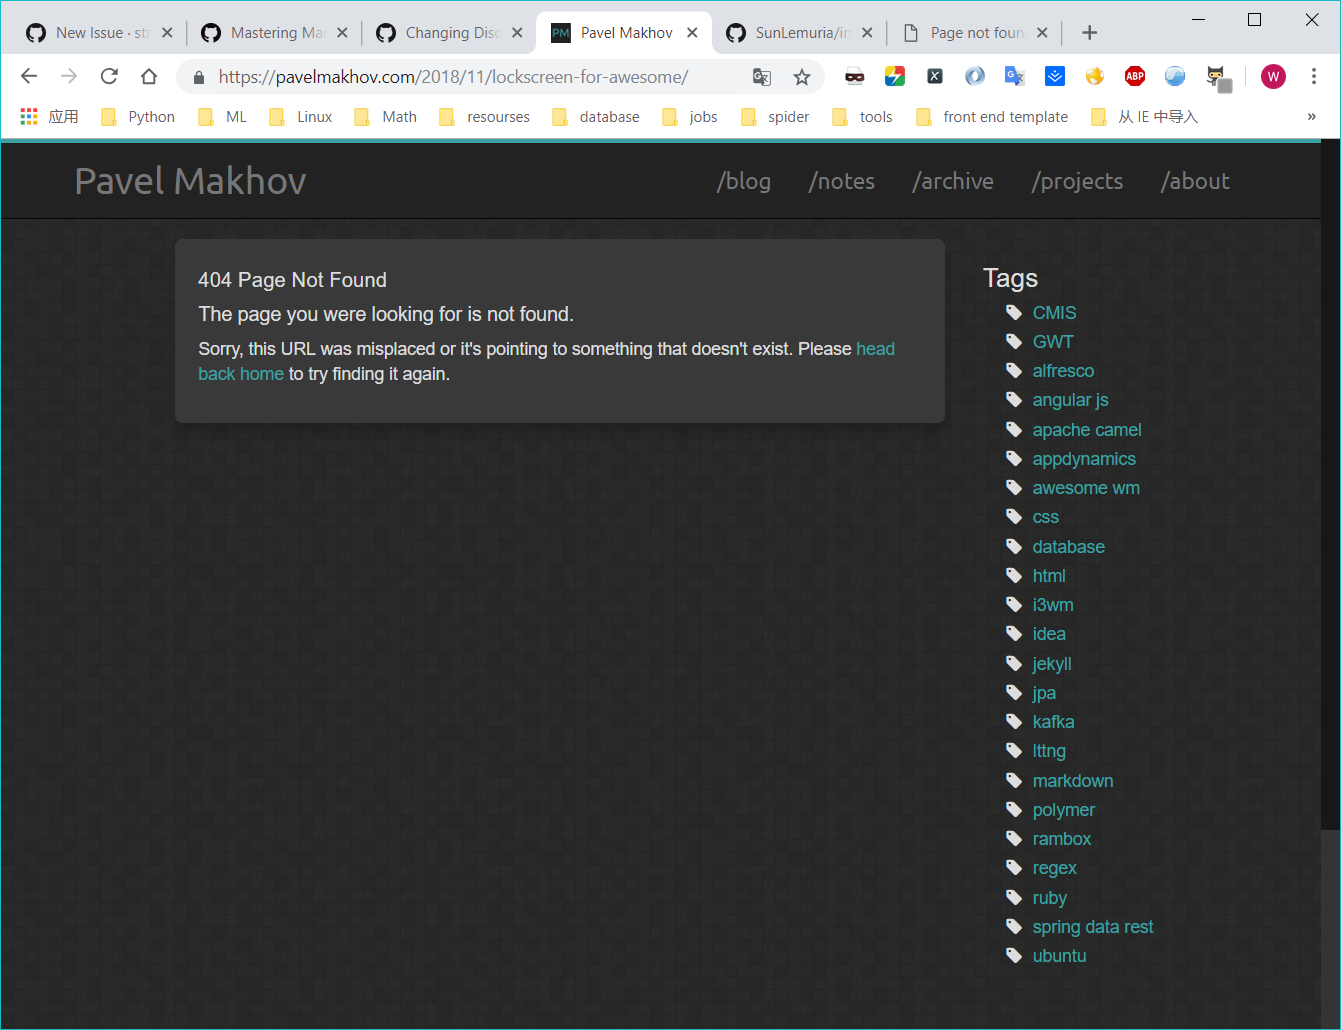 New Issue · str
Mastering Mar
Changing Disq
Pavel Makhov
SunLemuria/in
Page not foun
https://pavelmakhov.com/2018/11/lockscreen-for-awesome/
ABP
W
应用
Python
ML
Linux
Math
resourses
database
jobs
spider
tools
front end template
从 IE 中导入
»
Pavel Makhov
/blog
/notes
/archive
/projects
/about
404 Page Not Found
The page you were looking for is not found.
Sorry, this URL was misplaced or it's pointing to something that doesn't exist. Please head
back home to try finding it again.
Tags
CMIS
GWT
alfresco
angular js
apache camel
appdynamics
awesome wm
css
database
html
i3wm
idea
jekyll
jpa
kafka
lttng
markdown
polymer
rambox
regex
ruby
spring data rest
ubuntu